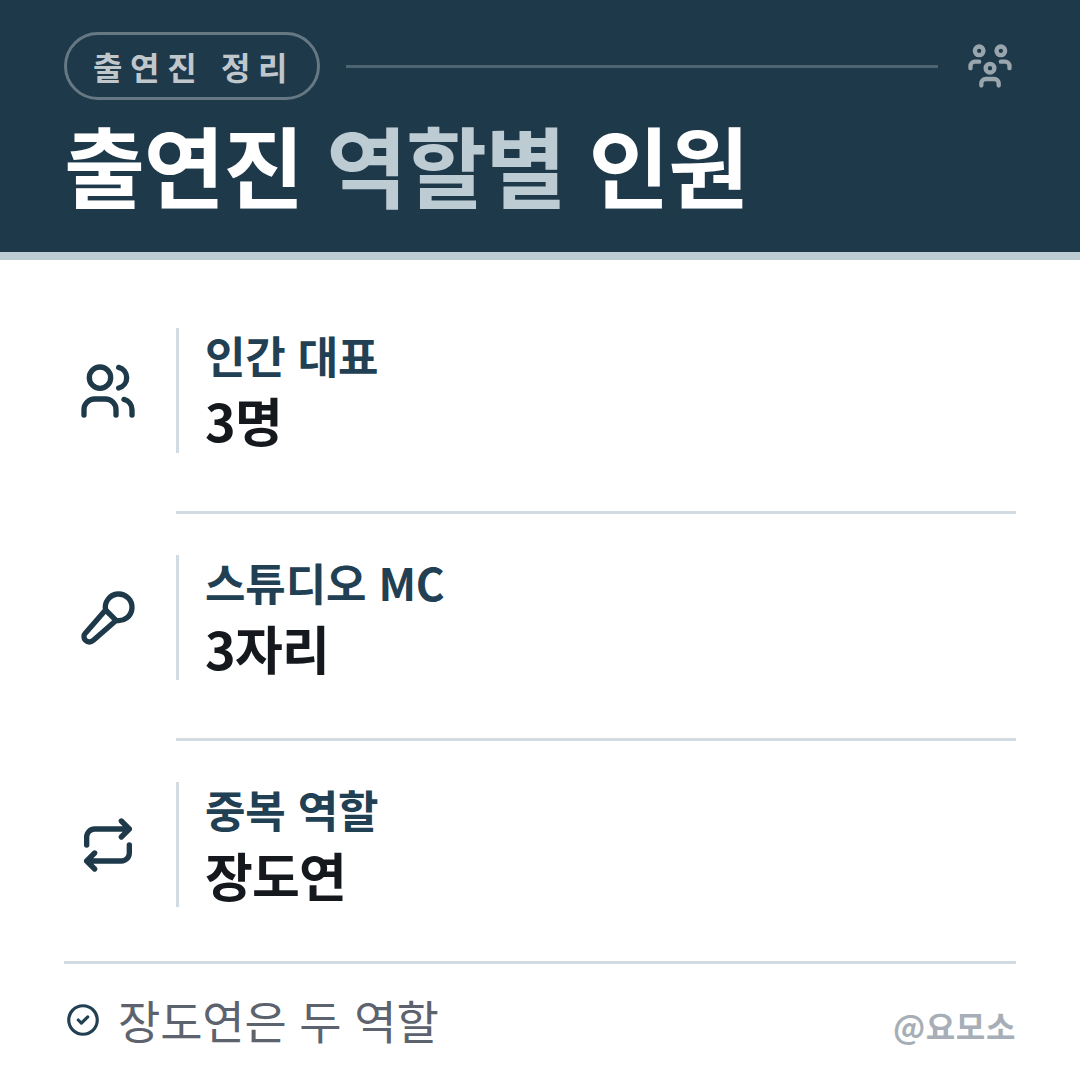 출연진 정리
출연진 역할별 인원
인간 대표
3명
스튜디오 MC
3자리
중복 역할
장도연
장도연은 두 역할
@요모소